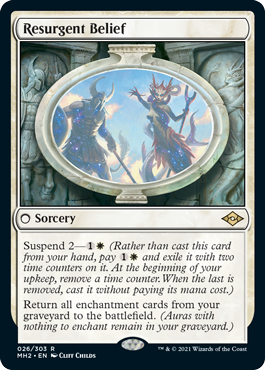 Resurgent Belief
Sorcery
Suspend 2—1 (Rather than cast this card
from your hand, pay 1 and exile it with two
time counters on it. At the beginning of your
upkeep, remove a time counter. When the last is
removed, cast it without paying its mana cost.)
Return all enchantment cards from your
graveyard to the battlefield. (Auras with
nothing to enchant remain in your graveyard.)
026/303 R
MH2 • EN Cliff Childs
™ & © 2021 Wizards of the Coast